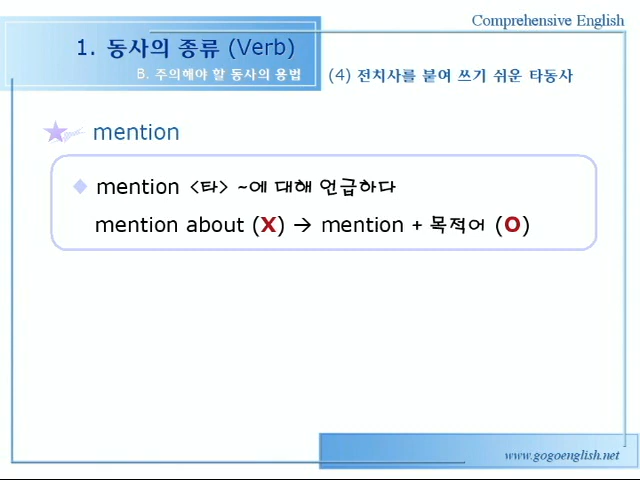 Comprehensive English
1. 동사의 종류 (Verb)
B. 주의해야 할 동사의 용법
(4) 전치사를 붙여 쓰기 쉬운 타동사
mention
mention <타> ~에 대해 언급하다
mention about (X) → mention + 목적어 (O)
www.gogoenglish.net